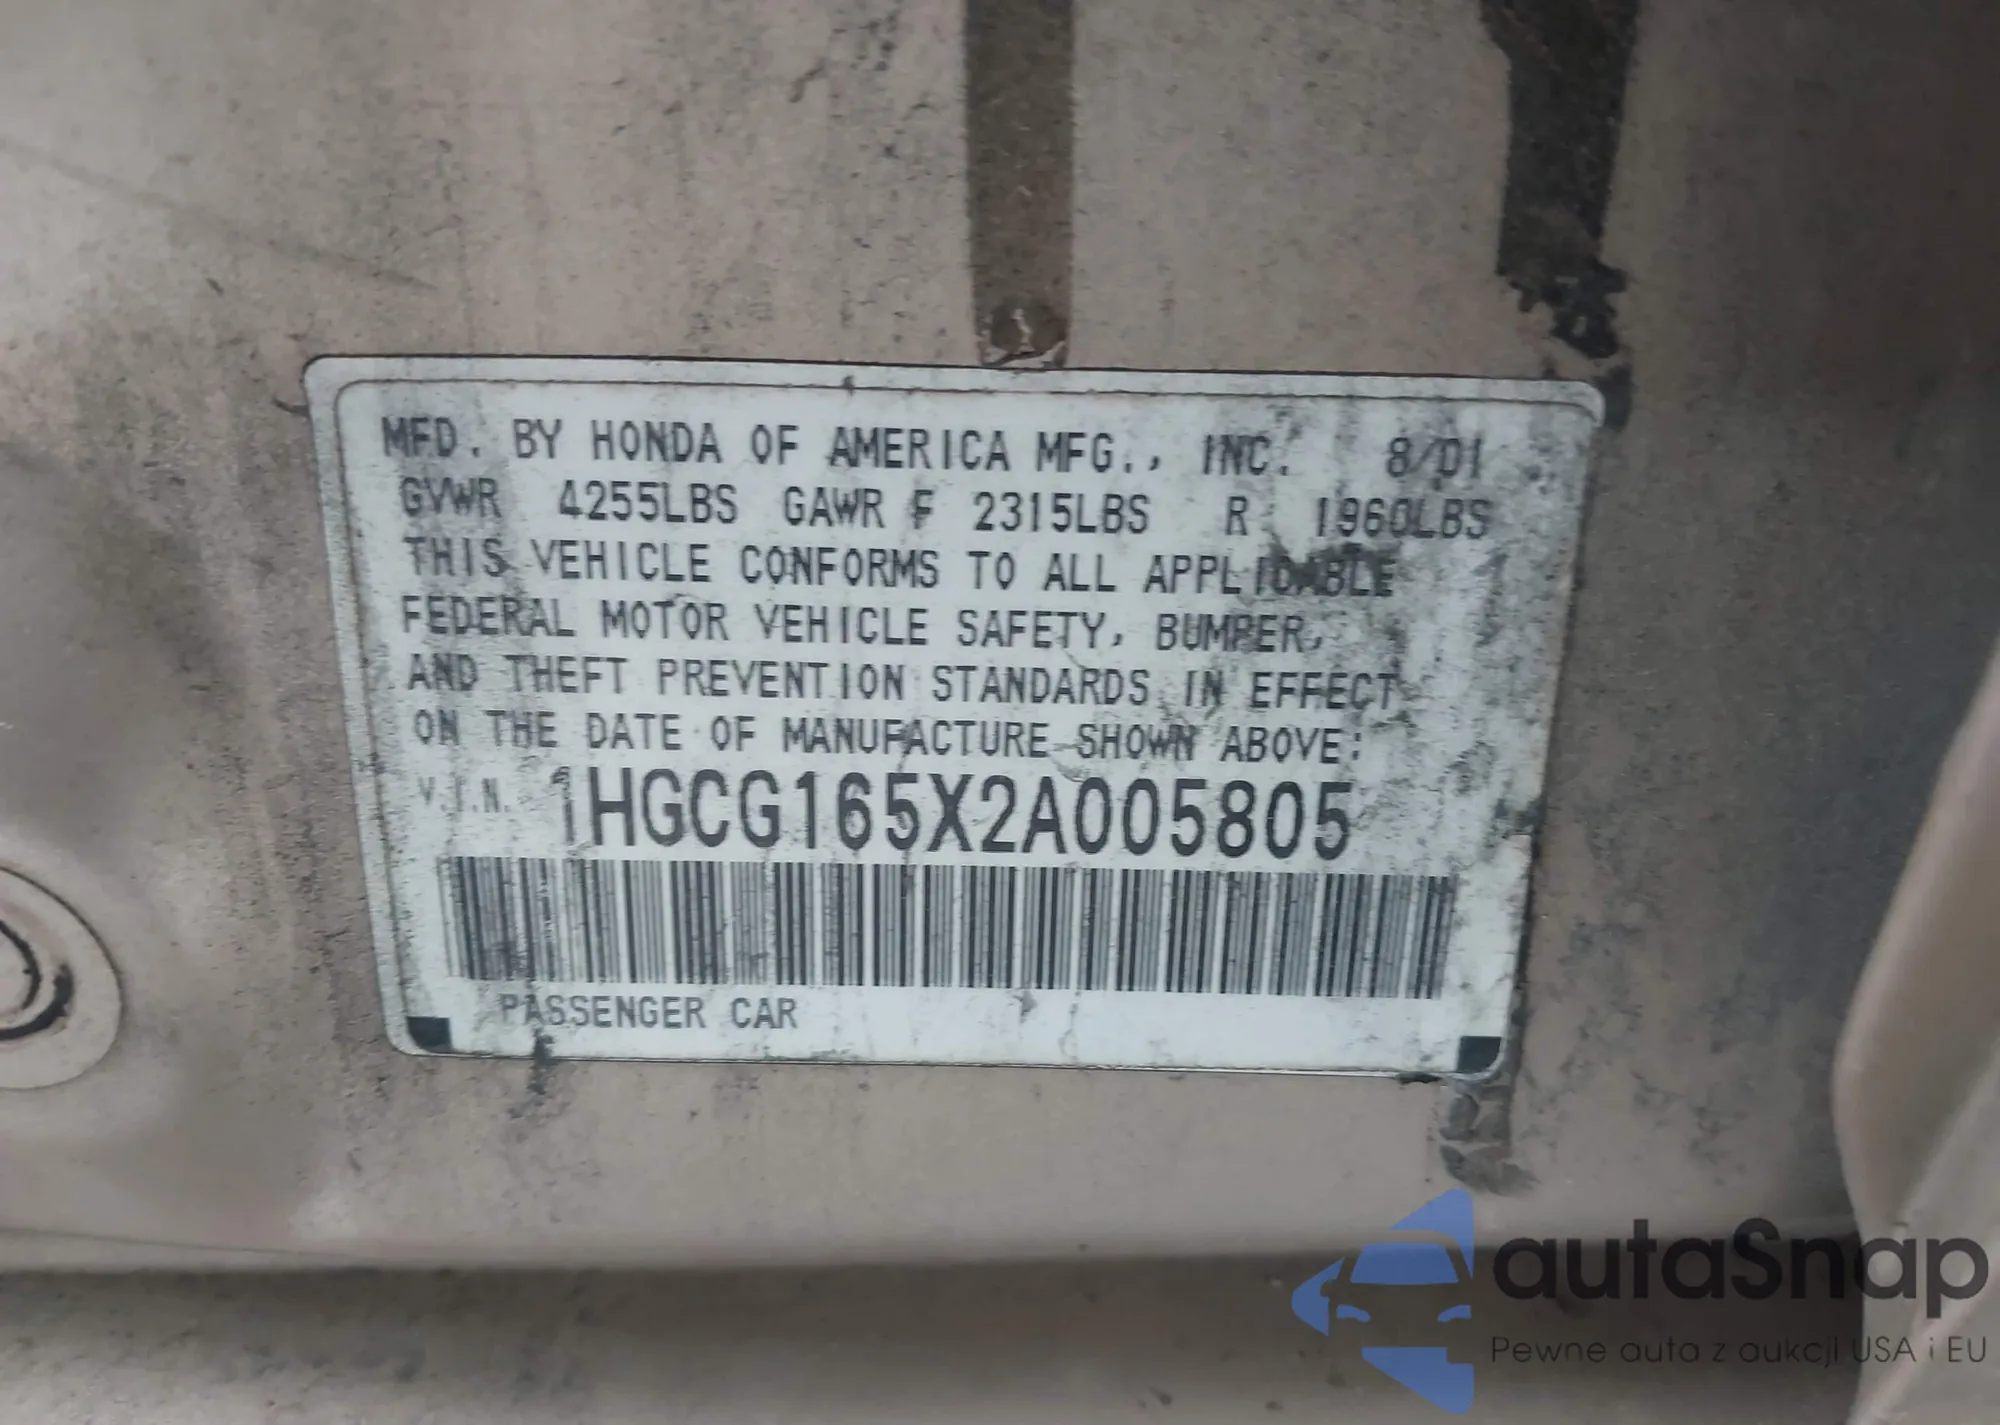 MFD. BY HONDA OF AMERICA MFG., INC. 8/01
GVWR 4255LBS GAWR F 2315LBS R 1960LBS
THIS VEHICLE CONFORMS TO ALL APPLICABLE
FEDERAL MOTOR VEHICLE SAFETY, BUMPER,
AND THEFT PREVENTION STANDARDS IN EFFECT
ON THE DATE OF MANUFACTURE SHOWN ABOVE:
V.I.N. 1HGCG165X2A005805
PASSENGER CAR
autaSnap
Pewne auta z aukcji USA i EU